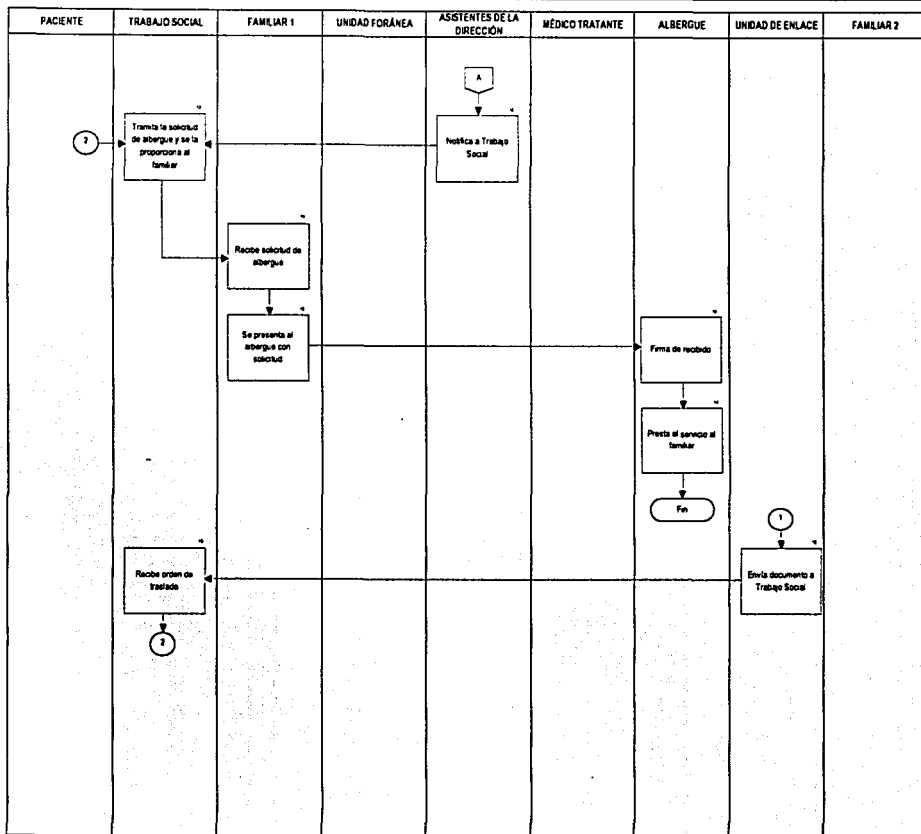 PACIENTE
TRABAJO SOCIAL
FAMILIAR 1
UNIDAD FORÁNEA
ASISTENTES DE LA
DIRECCIÓN
MÉDICO TRATANTE
ALBERGUE
UNIDAD DE ENLACE
FAMILIAR 2
A
2
Tramita la solicitud
de albergue y se la
proporciona al
familiar
Notifica a Trabajo
Social
Recibe solicitud de
albergue
Se presenta al
albergue con
solicitud
Firma de recibido
Presta el servicio al
familiar
Fin
1
Recibe orden de
traslado
Envía documento a
Trabajo Social
2